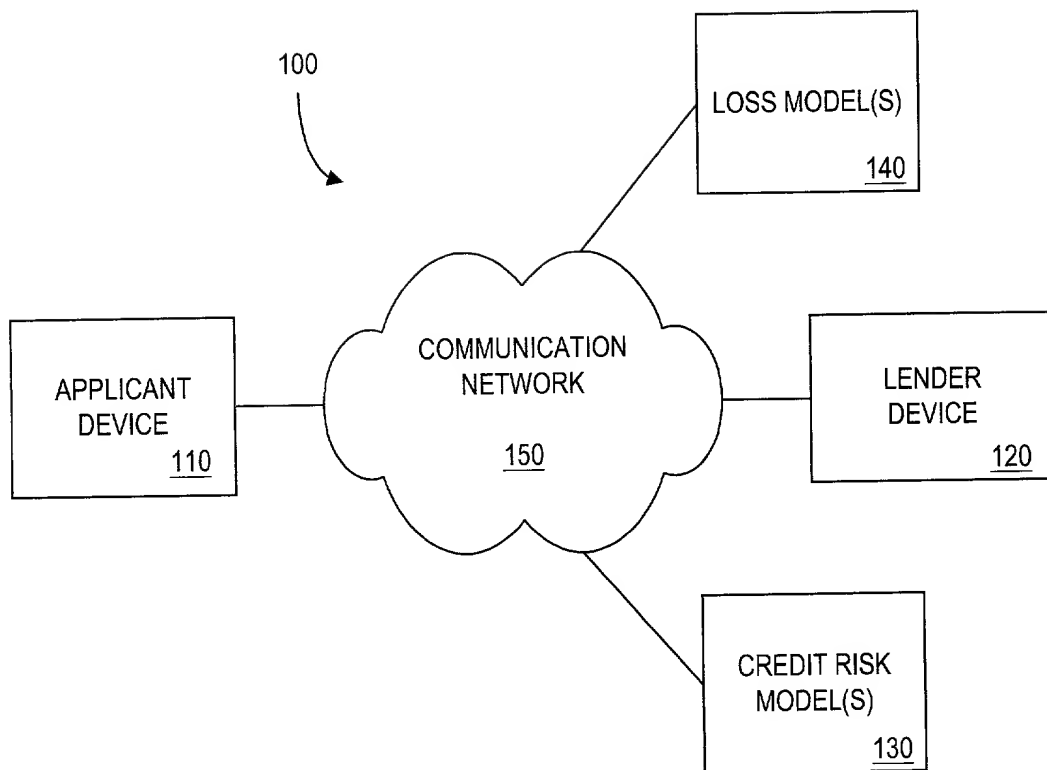 100
LOSS MODEL(S)
140
APPLICANT
DEVICE
110
COMMUNICATION
NETWORK
150
LENDER
DEVICE
120
CREDIT RISK
MODEL(S)
130